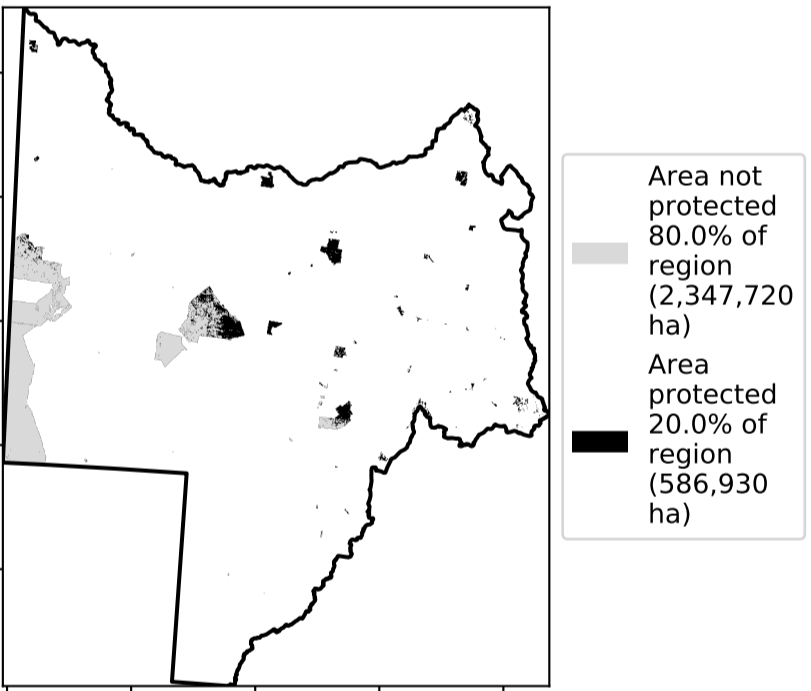 Area not
protected
80.0% of
region
(2,347,720
ha)
Area
protected
20.0% of
region
(586,930
ha)